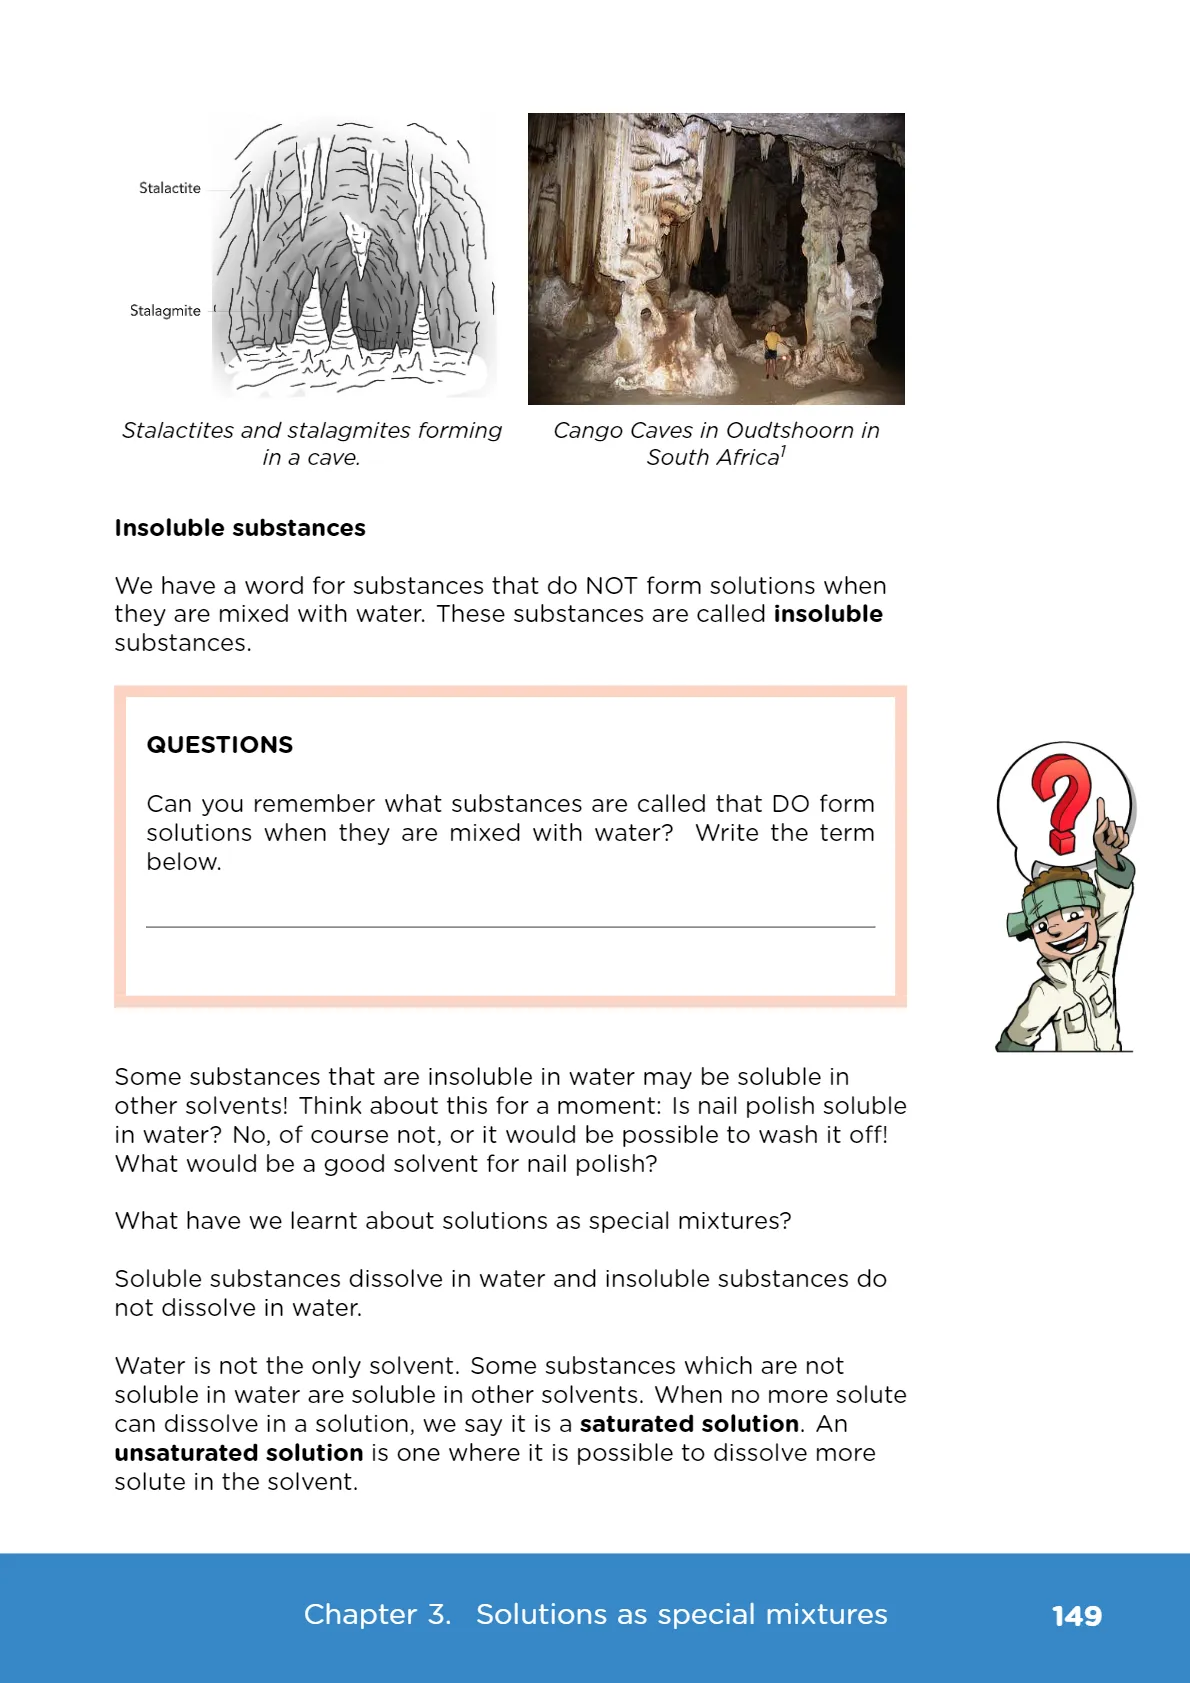 Stalactite
Stalagmite
Stalactites and stalagmites forming
in a cave.
Cango Caves in Oudtshoorn in
South Africa1
Insoluble substances
We have a word for substances that do NOT form solutions when
they are mixed with water. These substances are called insoluble
substances.
QUESTIONS
Can you remember what substances are called that DO form
solutions when they are mixed with water? Write the term
below.
?
Some substances that are insoluble in water may be soluble in
other solvents! Think about this for a moment: Is nail polish soluble
in water? No, of course not, or it would be possible to wash it off!
What would be a good solvent for nail polish?
What have we learnt about solutions as special mixtures?
Soluble substances dissolve in water and insoluble substances do
not dissolve in water.
Water is not the only solvent. Some substances which are not
soluble in water are soluble in other solvents. When no more solute
can dissolve in a solution, we say it is a saturated solution. An
unsaturated solution is one where it is possible to dissolve more
solute in the solvent.
Chapter 3. Solutions as special mixtures 149